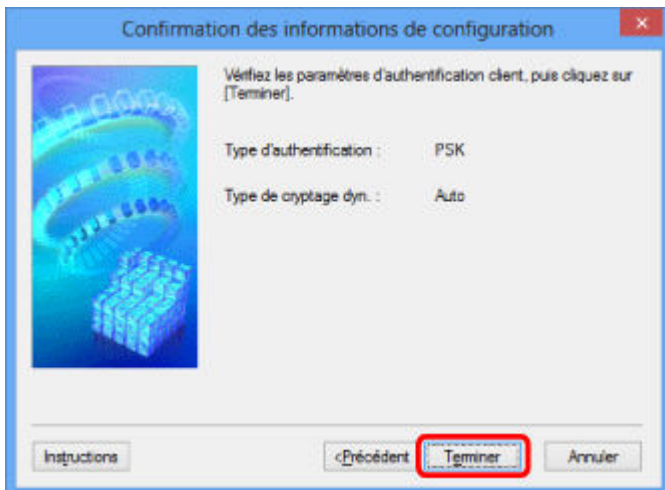 Confirmation des informations de configuration
Vérifiez les paramètres d'authentification client, puis cliquez sur
[Terminer].
Type d'authentification : PSK
Type de cryptage dyn. : Auto
Instructions <Précédent Terminer Annuler